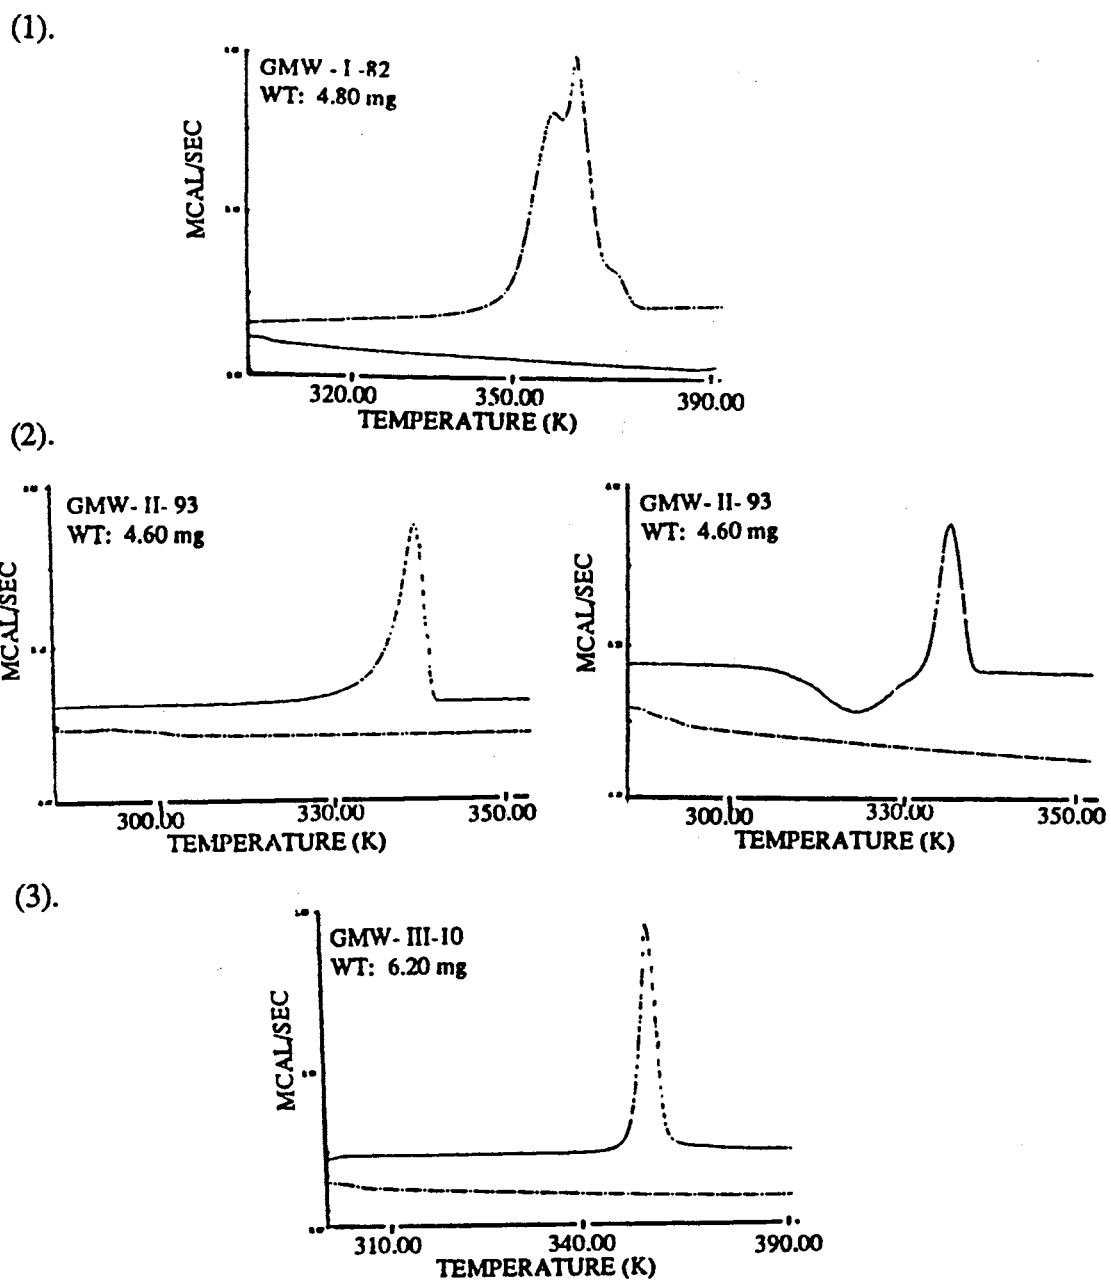 (1).
GMW - I -82
WT: 4.80 mg
MCAL/SEC
320.00 350.00 390.00
TEMPERATURE (K)
(2).
GMW- II- 93
WT: 4.60 mg
MCAL/SEC
300.00 330.00 350.00
TEMPERATURE (K)
GMW- II- 93
WT: 4.60 mg
MCAL/SEC
300.00 330.00 350.00
TEMPERATURE (K)
(3).
GMW- III-10
WT: 6.20 mg
MCAL/SEC
310.00 340.00 390.00
TEMPERATURE (K)